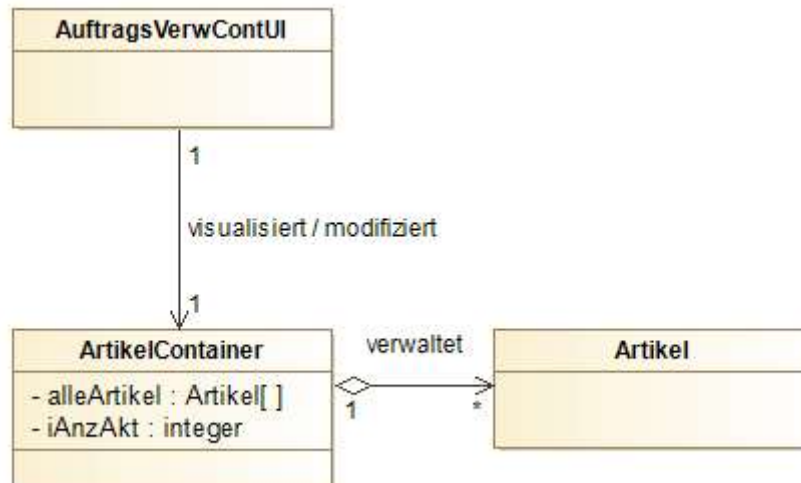 AuftragsVerwContUI
1
visualisiert / modifiziert
1
ArtikelContainer
- alleArtikel : Artikel[ ]
- iAnzAkt : integer
verwaltet
1
*
Artikel